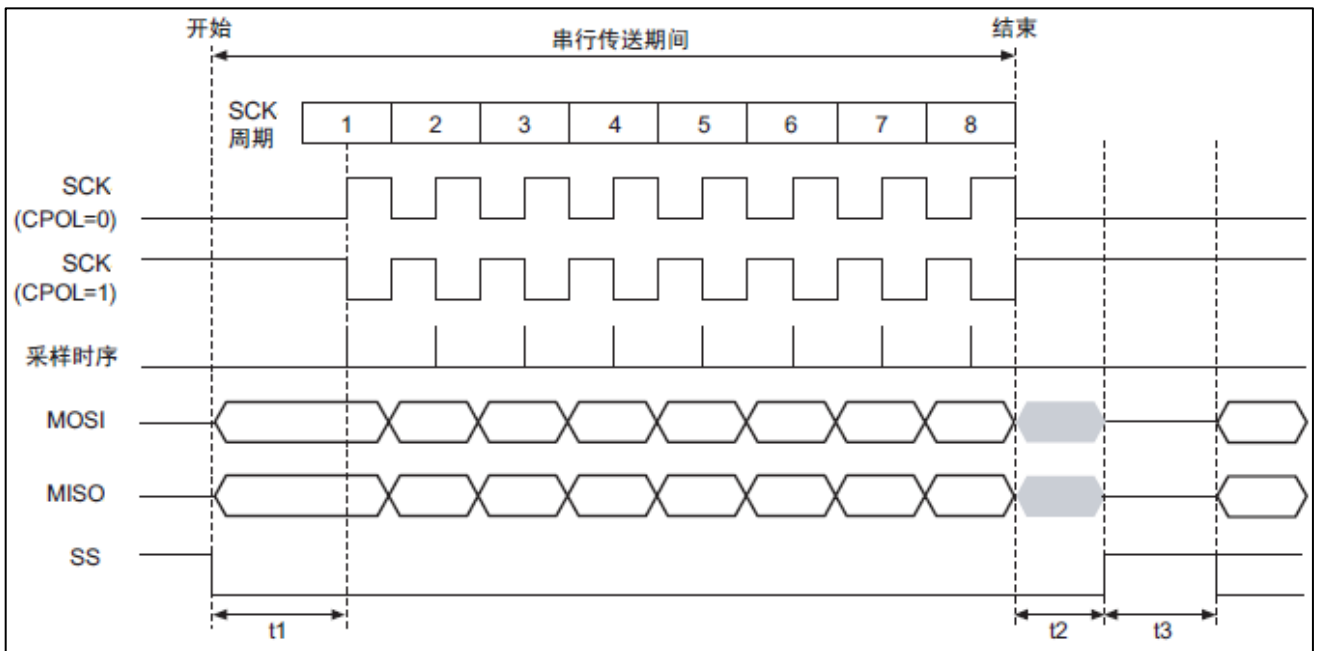 开始
结束
串行传送期间
SCK
周期
1 2 3 4 5 6 7 8
SCK
(CPOL=0)
SCK
(CPOL=1)
采样时序
MOSI
MISO
SS
t1 t2 t3